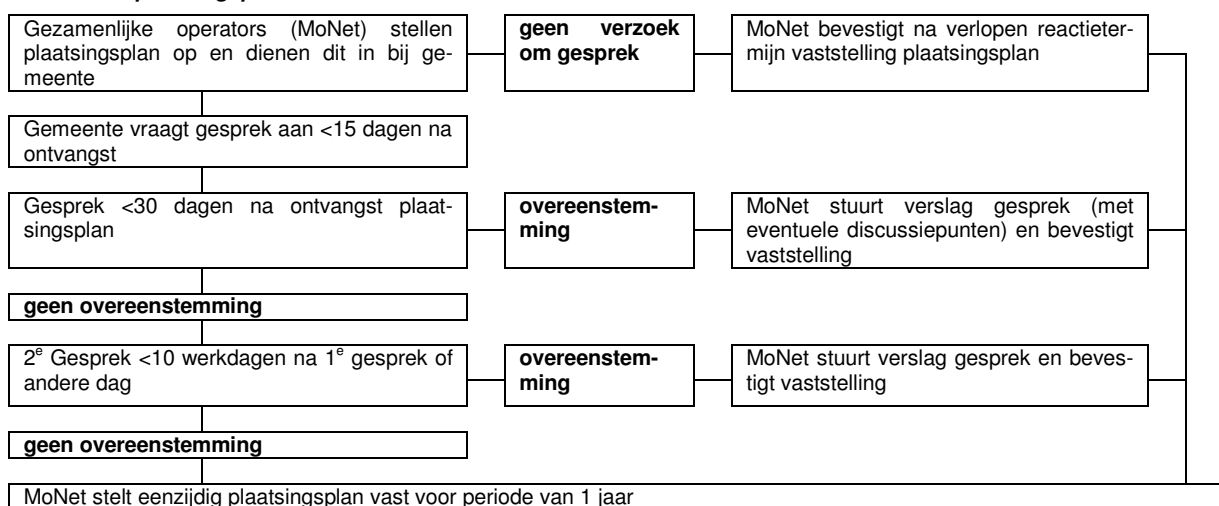 Gezamenlijke operators (MoNet) stellen
plaatsingsplan op en dienen dit in bij ge-
meente
geen verzoek
om gesprek
MoNet bevestigt na verlopen reactieter-
mijn vaststelling plaatsingsplan
Gemeente vraagt gesprek aan <15 dagen na
ontvangst
Gesprek <30 dagen na ontvangst plaat-
singsplan
overeenstem-
ming
MoNet stuurt verslag gesprek (met
eventuele discussiepunten) en bevestigt
vaststelling
geen overeenstemming
2e Gesprek <10 werkdagen na 1e gesprek of
andere dag
overeenstem-
ming
MoNet stuurt verslag gesprek en beves-
tigt vaststelling
geen overeenstemming
MoNet stelt eenzijdig plaatsingsplan vast voor periode van 1 jaar